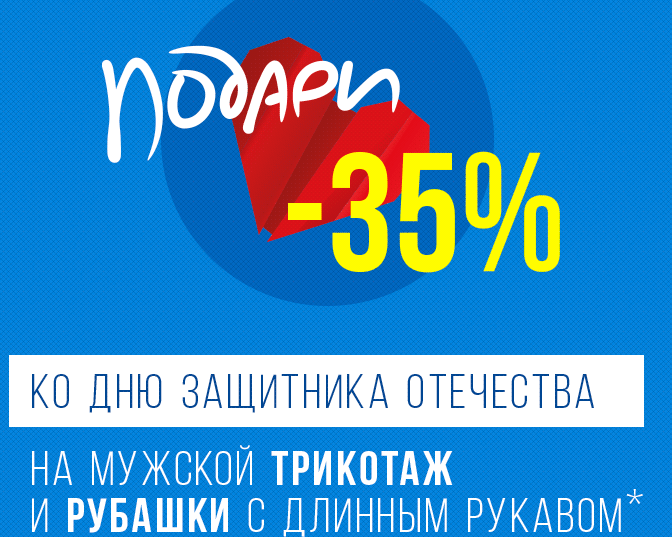 подари
-35%
КО ДНЮ ЗАЩИТНИКА ОТЕЧЕСТВА
НА МУЖСКОЙ ТРИКОТАЖ
И РУБАШКИ С ДЛИННЫМ РУКАВОМ*